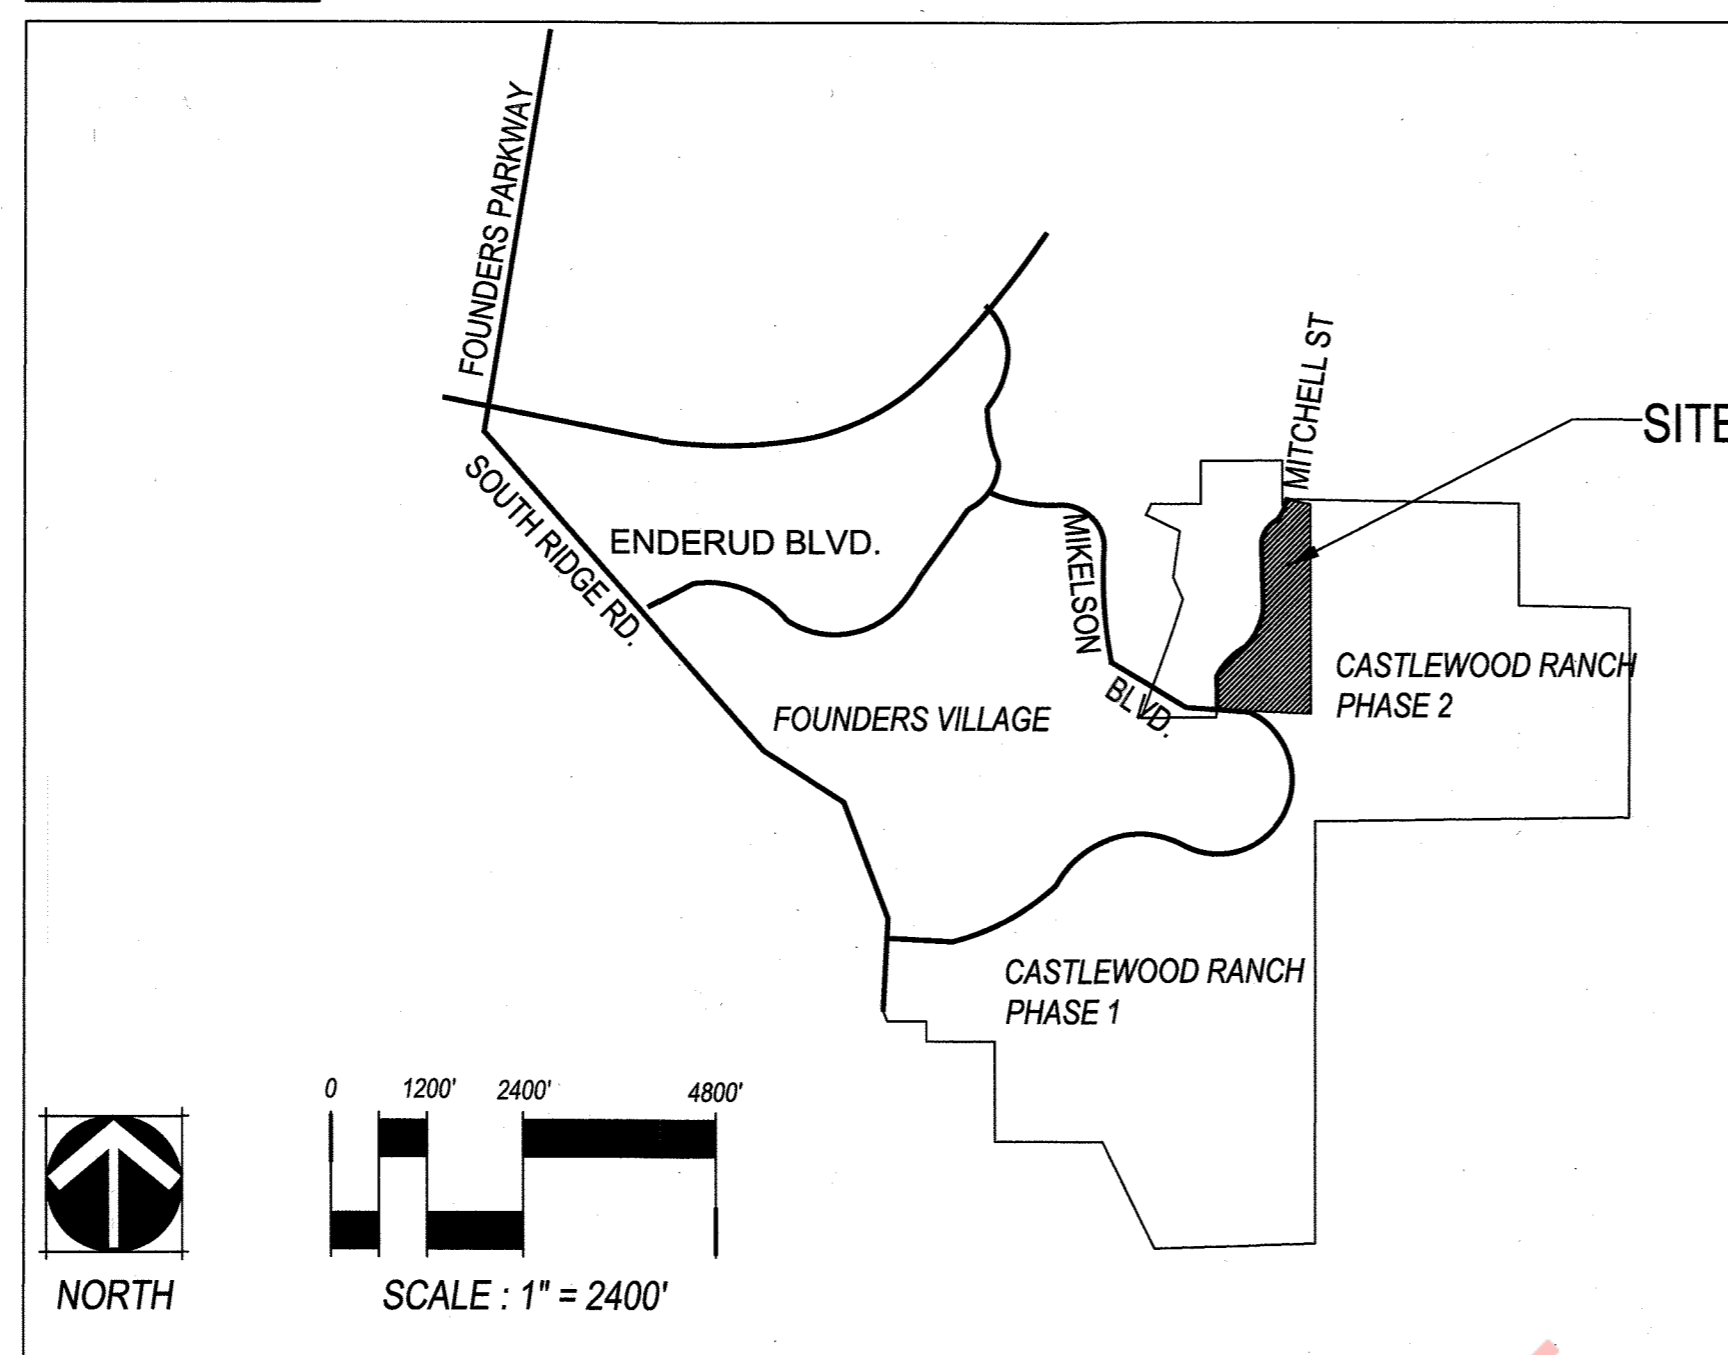 FOUNDERS PARKWAY
MITCHELL ST
SITE
SOUTH RIDGE RD.
ENDERUD BLVD.
MIKELSON
BLVD.
CASTLEWOOD RANCH
PHASE 2
FOUNDERS VILLAGE
CASTLEWOOD RANCH
PHASE 1
0 1200' 2400' 4800'
NORTH
SCALE : 1" = 2400'